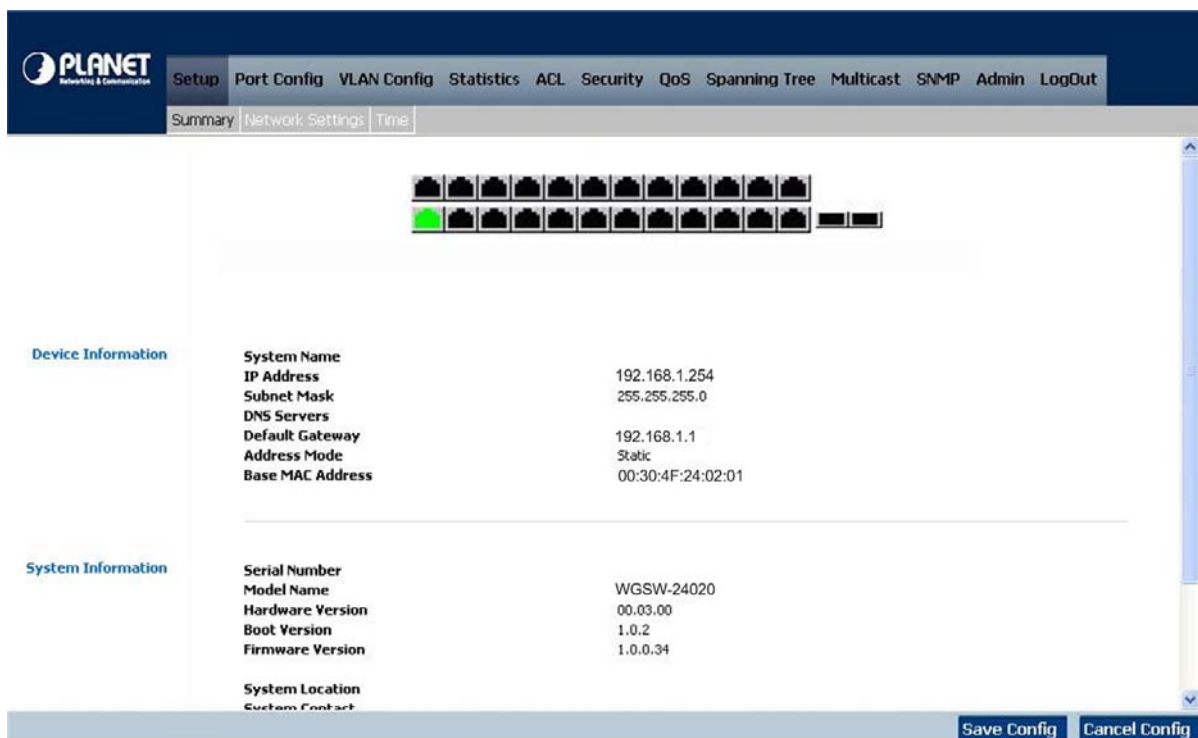 PLANET
Networking & Communication
Setup Port Config VLAN Config Statistics ACL Security QoS Spanning Tree Multicast SNMP Admin LogOut
Summary Network Settings Time
Device Information
System Name
IP Address 192.168.1.254
Subnet Mask 255.255.255.0
DNS Servers
Default Gateway 192.168.1.1
Address Mode Static
Base MAC Address 00:30:4F:24:02:01
System Information
Serial Number
Model Name WGSW-24020
Hardware Version 00.03.00
Boot Version 1.0.2
Firmware Version 1.0.0.34
System Location
System Contact
Save Config Cancel Config